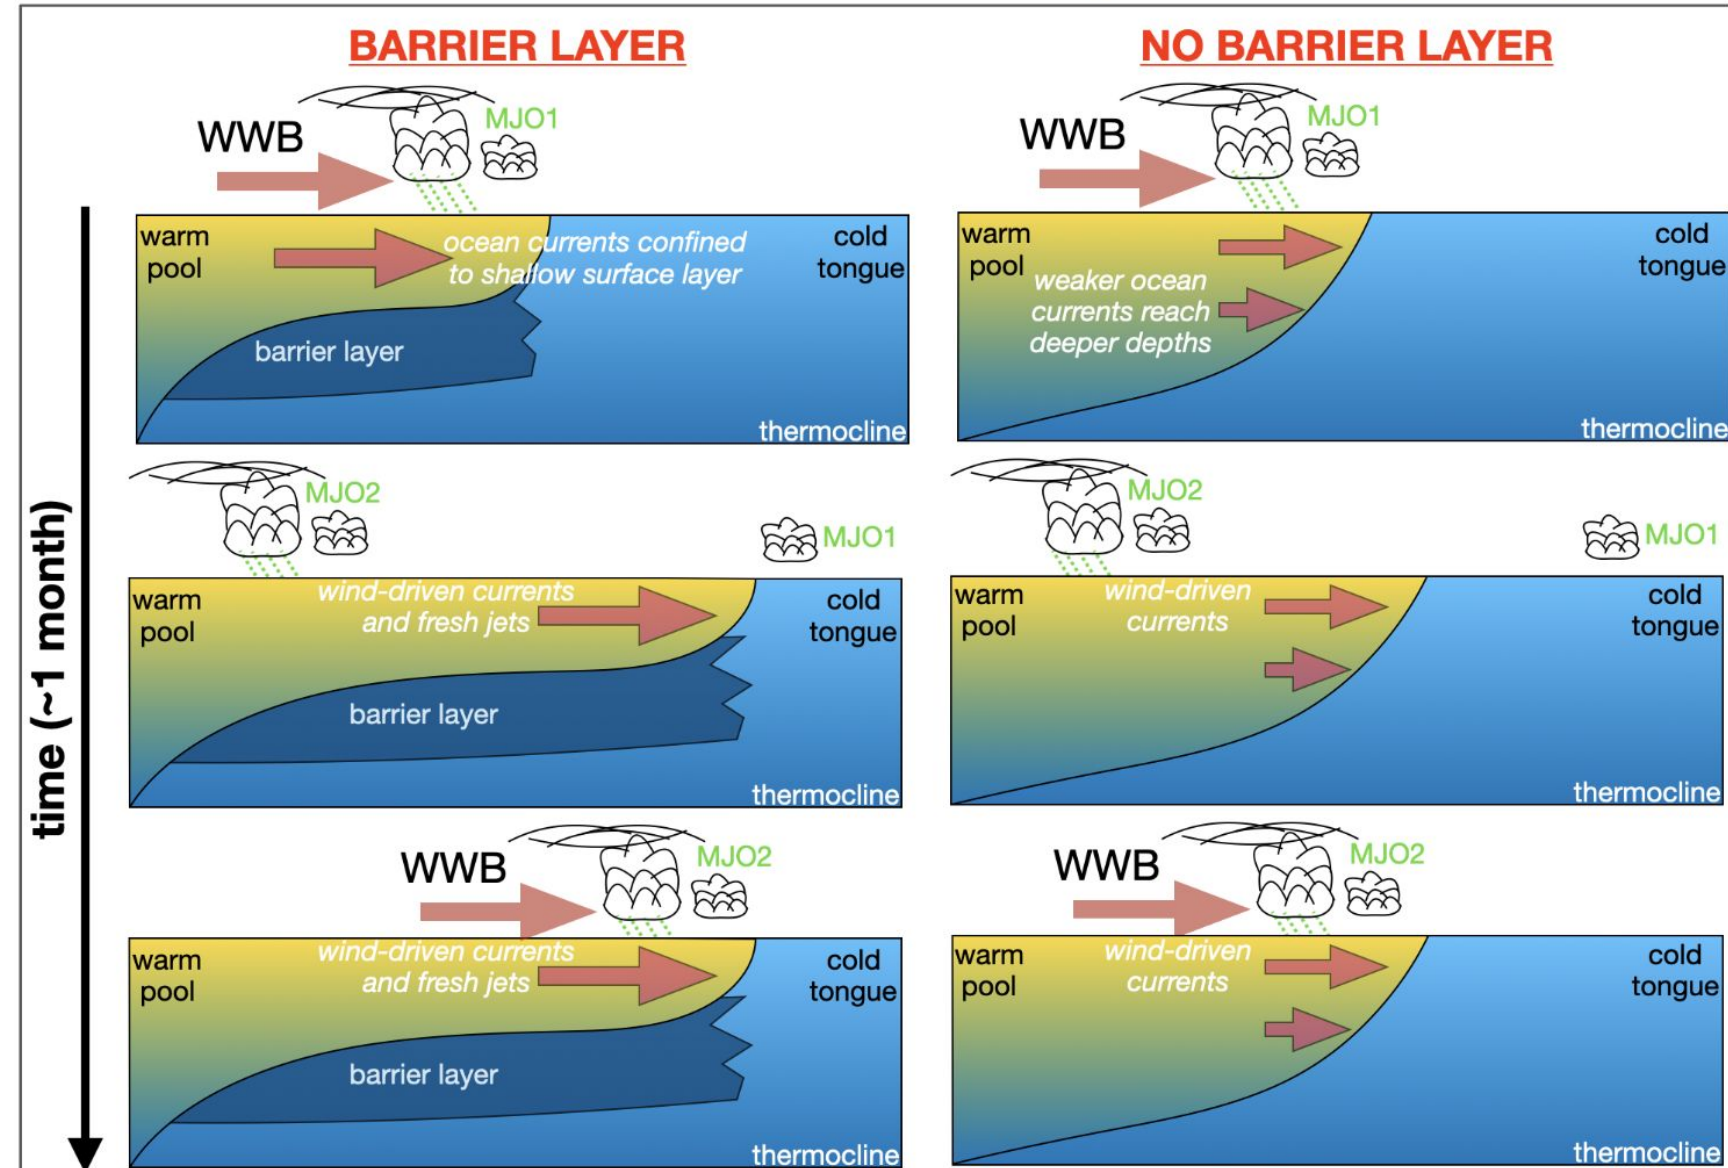 BARRIER LAYER
NO BARRIER LAYER
time (~1 month)
WWB
MJO1
warm
pool
ocean currents confined
to shallow surface layer
cold
tongue
barrier layer
thermocline
WWB
MJO1
warm
pool
weaker ocean
currents reach
deeper depths
cold
tongue
thermocline
MJO2
MJO1
warm
pool
wind-driven currents
and fresh jets
cold
tongue
barrier layer
thermocline
MJO2
MJO1
warm
pool
wind-driven
currents
cold
tongue
thermocline
WWB
MJO2
warm
pool
wind-driven currents
and fresh jets
cold
tongue
barrier layer
thermocline
WWB
MJO2
warm
pool
wind-driven
currents
cold
tongue
thermocline